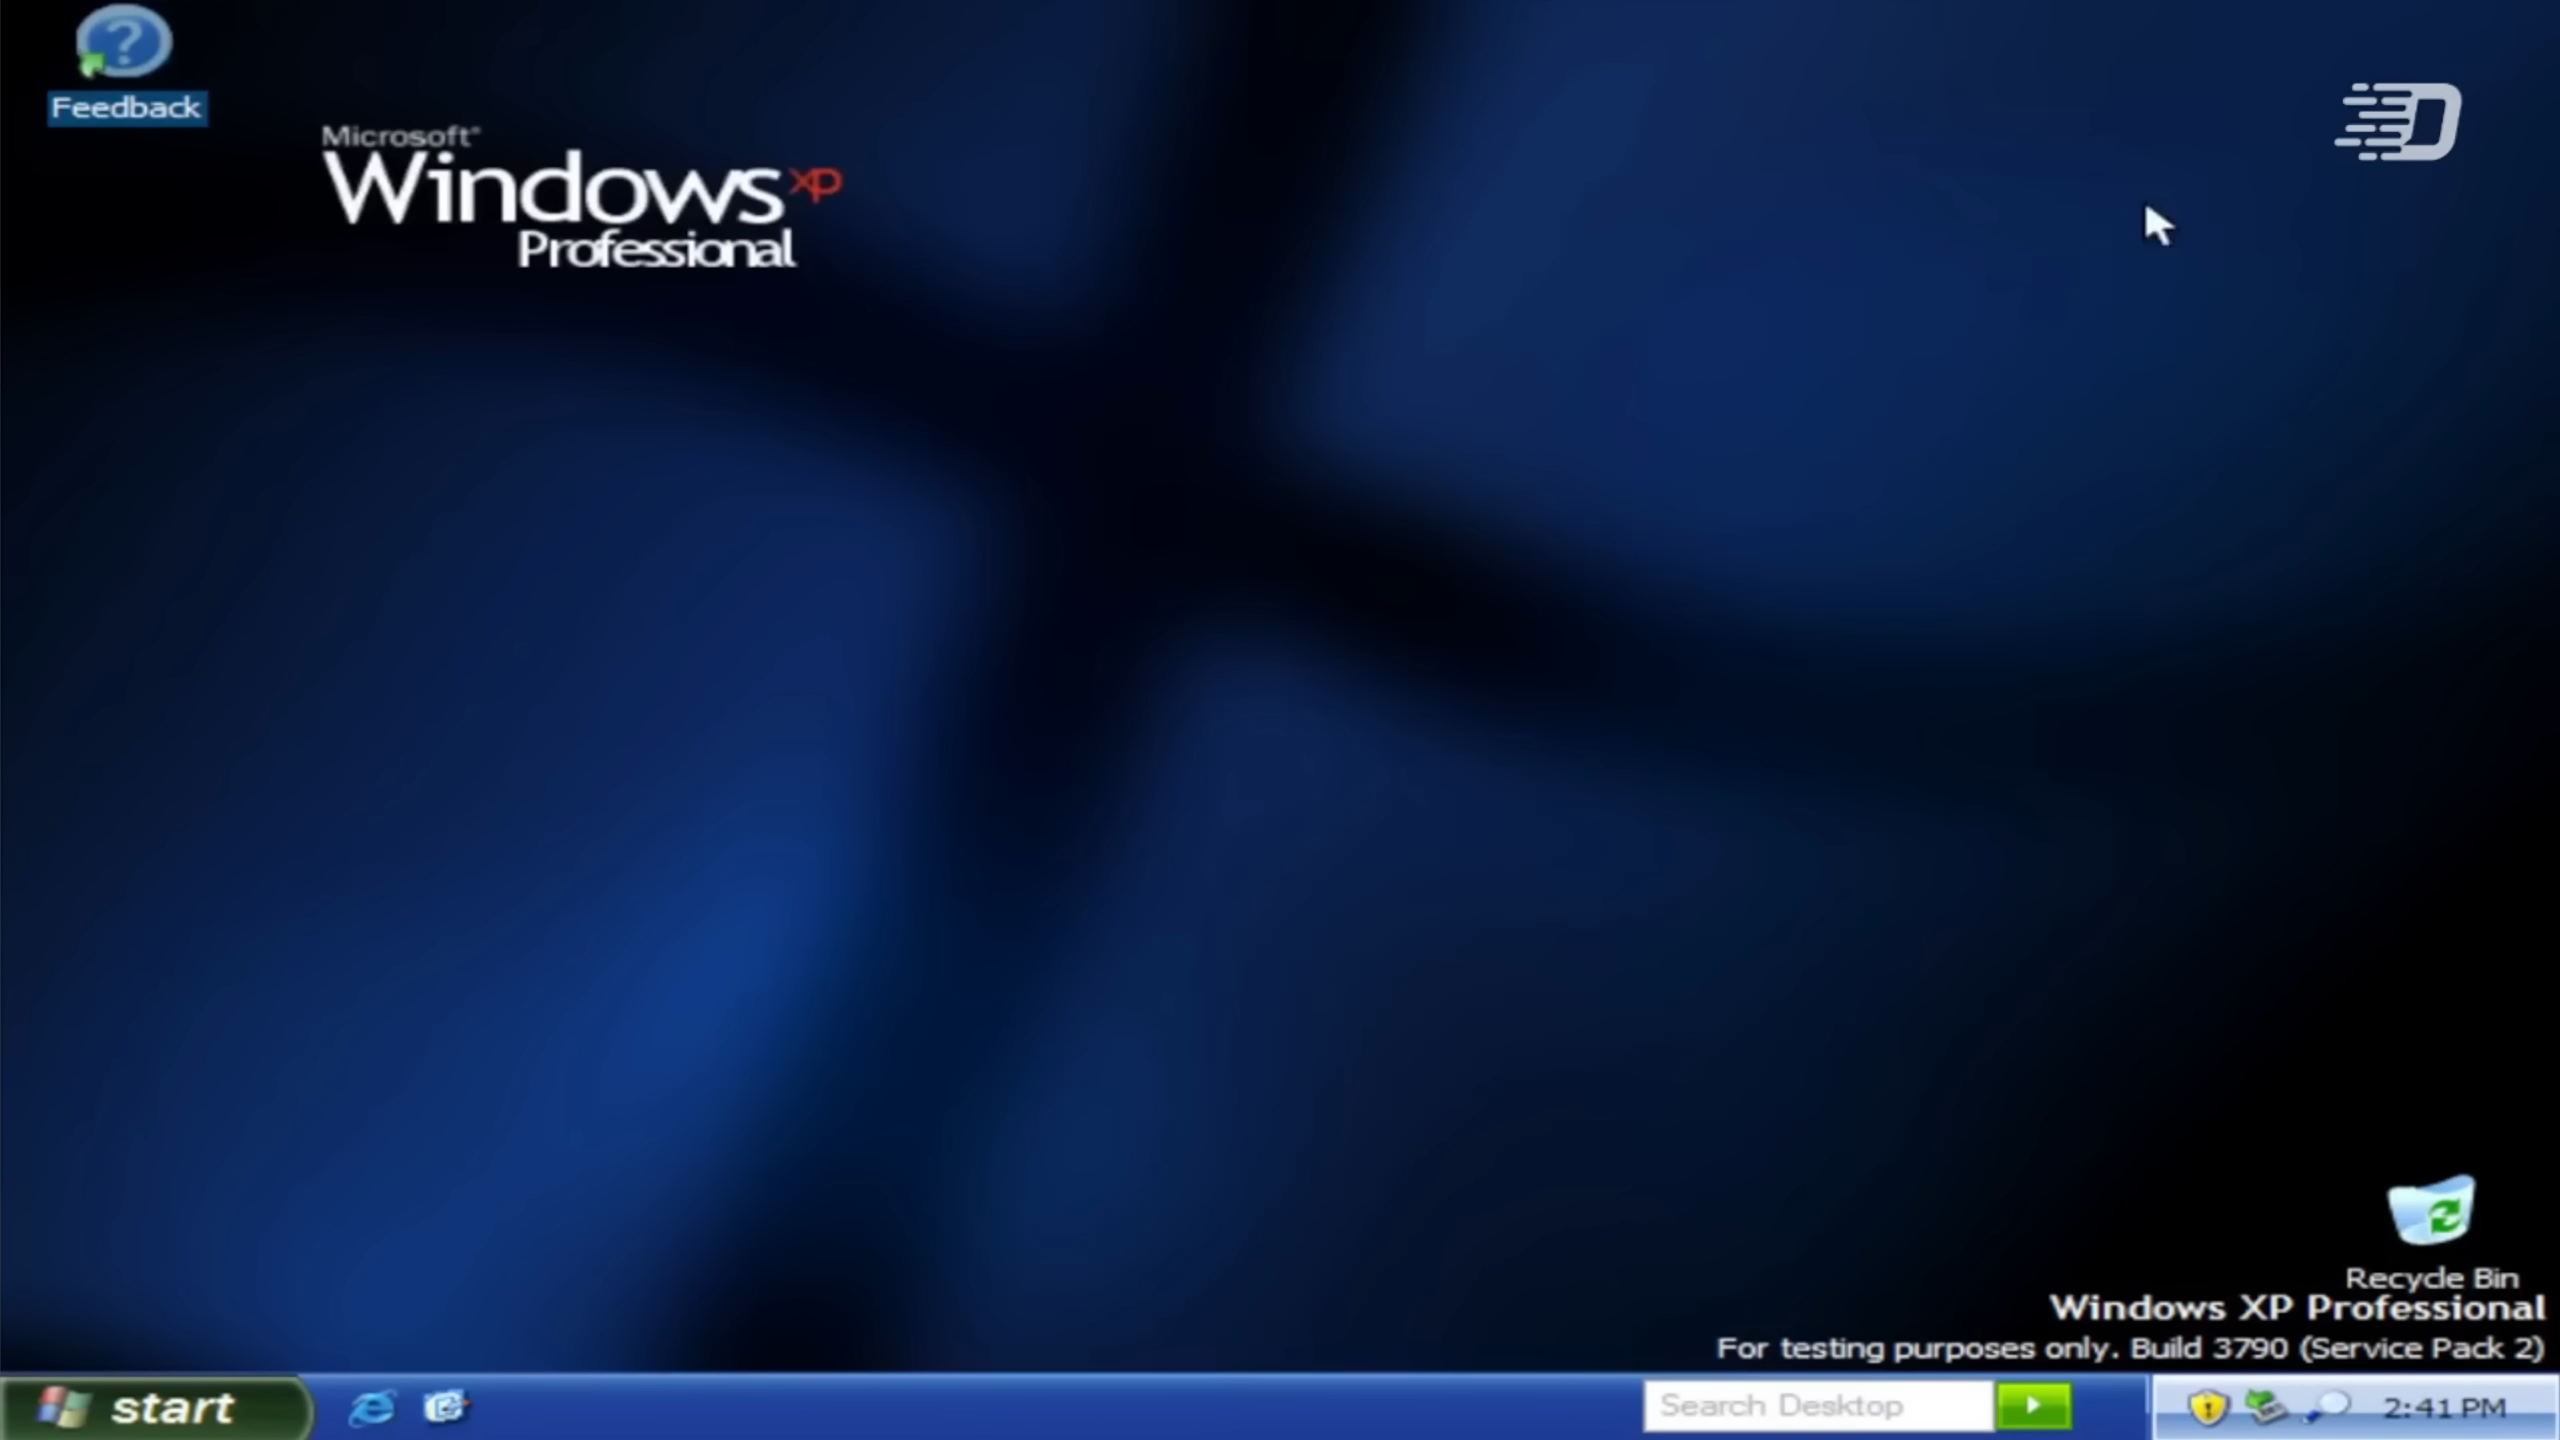 Feedback
Microsoft®
Windows xp
Professional
Recycle Bin
Windows XP Professional
For testing purposes only. Build 3790 (Service Pack 2)
start
Search Desktop
2:41 PM